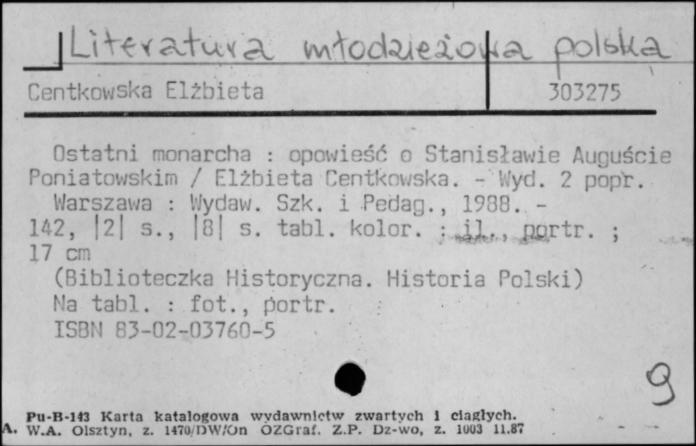 Literatura młodzieżowa polska
Centkowska Elżbieta 303275
Ostatni monarcha : opowieść o Stanisławie Auguście
Poniatowskim / Elżbieta Centkowska. - Wyd. 2 popr.
Warszawa : Wydaw. Szk. i Pedag., 1988. -
142, |2| s., |8| s. tabl. kolor. : il., portr. ;
17 cm
(Biblioteczka Historyczna. Historia Polski)
Na tabl. : fot., portr.
ISBN 83-02-03760-5
9
Pu-B-143 Karta katalogowa wydawnictw zwartych i ciągłych.
A. W.A. Olsztyn, z. 1470/DW/On OZGraf. Z.P. Dz-wo, z. 1003 11.87